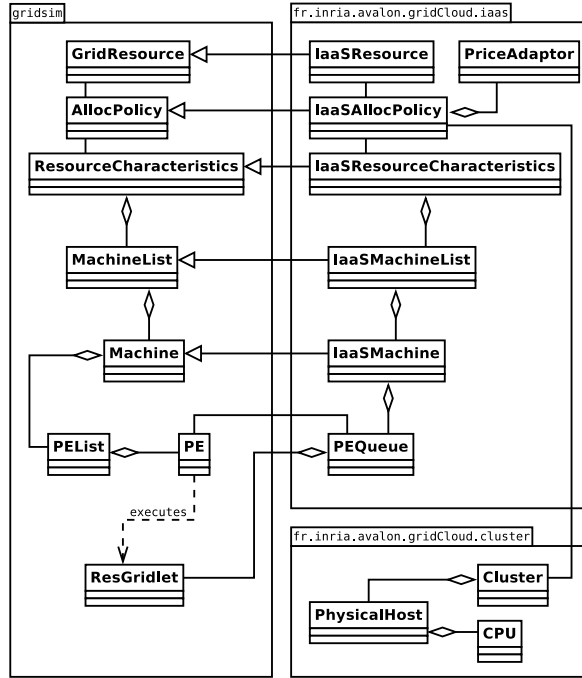 gridsim
fr.inria.avalon.gridCloud.iaas
GridResource
IaaSResource
PriceAdaptor
AllocPolicy
IaaSAllocPolicy
ResourceCharacteristics
IaaSResourceCharacteristics
MachineList
IaaSMachineList
Machine
IaaSMachine
PEList
PE
PEQueue
executes
fr.inria.avalon.gridCloud.cluster
ResGridlet
Cluster
PhysicalHost
CPU